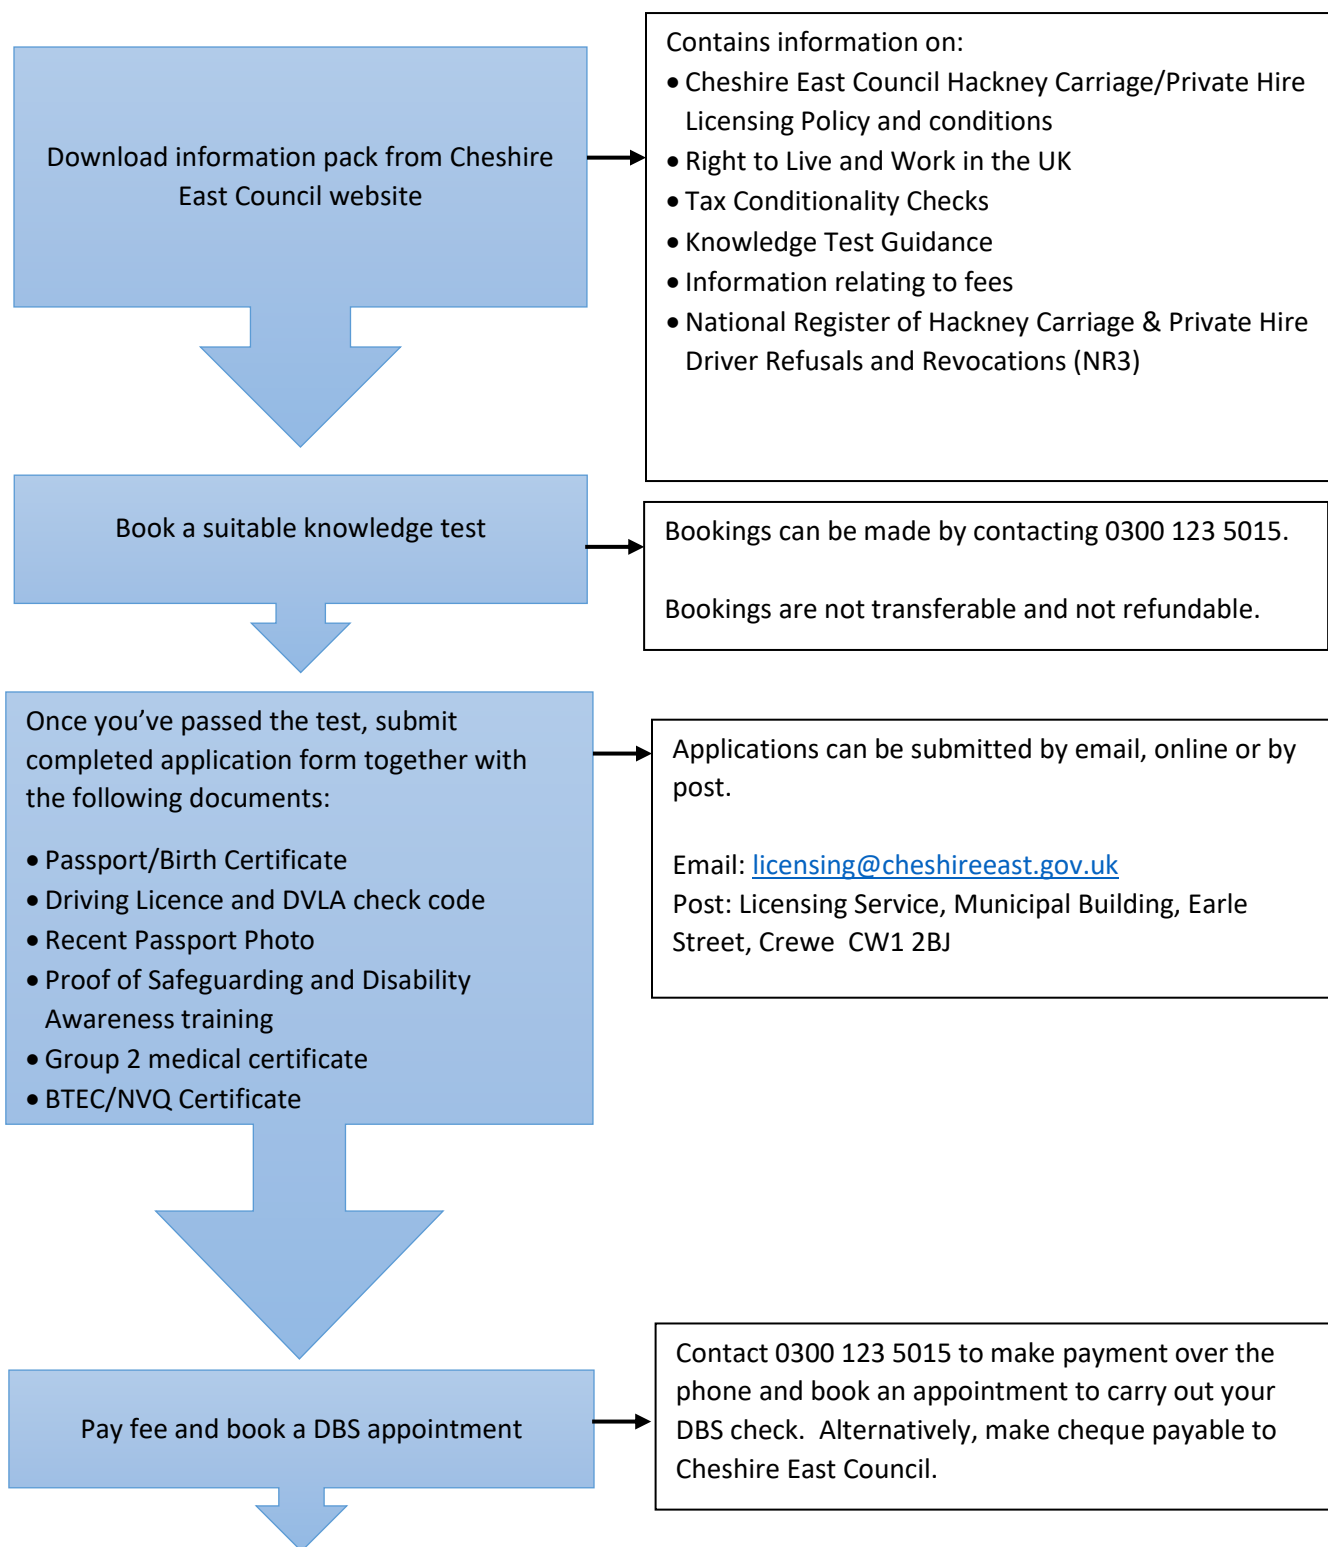 Download information pack from Cheshire
East Council website
Contains information on:
• Cheshire East Council Hackney Carriage/Private Hire
Licensing Policy and conditions
• Right to Live and Work in the UK
• Tax Conditionality Checks
• Knowledge Test Guidance
• Information relating to fees
• National Register of Hackney Carriage & Private Hire
Driver Refusals and Revocations (NR3)
Book a suitable knowledge test
Bookings can be made by contacting 0300 123 5015.
Bookings are not transferable and not refundable.
Once you’ve passed the test, submit
completed application form together with
the following documents:
• Passport/Birth Certificate
• Driving Licence and DVLA check code
• Recent Passport Photo
• Proof of Safeguarding and Disability
Awareness training
• Group 2 medical certificate
• BTEC/NVQ Certificate
Applications can be submitted by email, online or by
post.
Email: licensing@cheshireeast.gov.uk
Post: Licensing Service, Municipal Building, Earle
Street, Crewe  CW1 2BJ
Pay fee and book a DBS appointment
Contact 0300 123 5015 to make payment over the
phone and book an appointment to carry out your
DBS check.  Alternatively, make cheque payable to
Cheshire East Council.